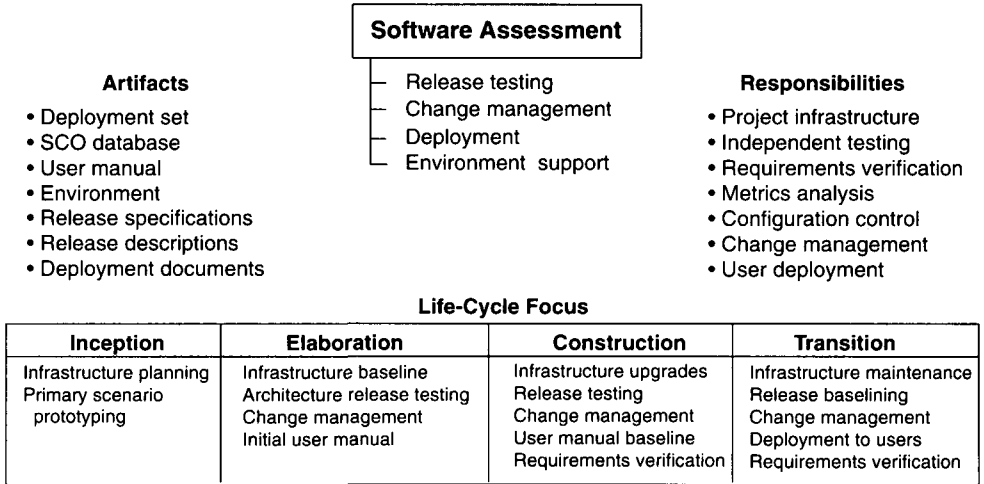 Software Assessment
Release testing
Change management
Deployment
Environment support
Artifacts
• Deployment set
• SCO database
• User manual
• Environment
• Release specifications
• Release descriptions
• Deployment documents
Responsibilities
• Project infrastructure
• Independent testing
• Requirements verification
• Metrics analysis
• Configuration control
• Change management
• User deployment
Life-Cycle Focus
Inception
Infrastructure planning
Primary scenario
prototyping
Elaboration
Infrastructure baseline
Architecture release testing
Change management
Initial user manual
Construction
Infrastructure upgrades
Release testing
Change management
User manual baseline
Requirements verification
Transition
Infrastructure maintenance
Release baselining
Change management
Deployment to users
Requirements verification